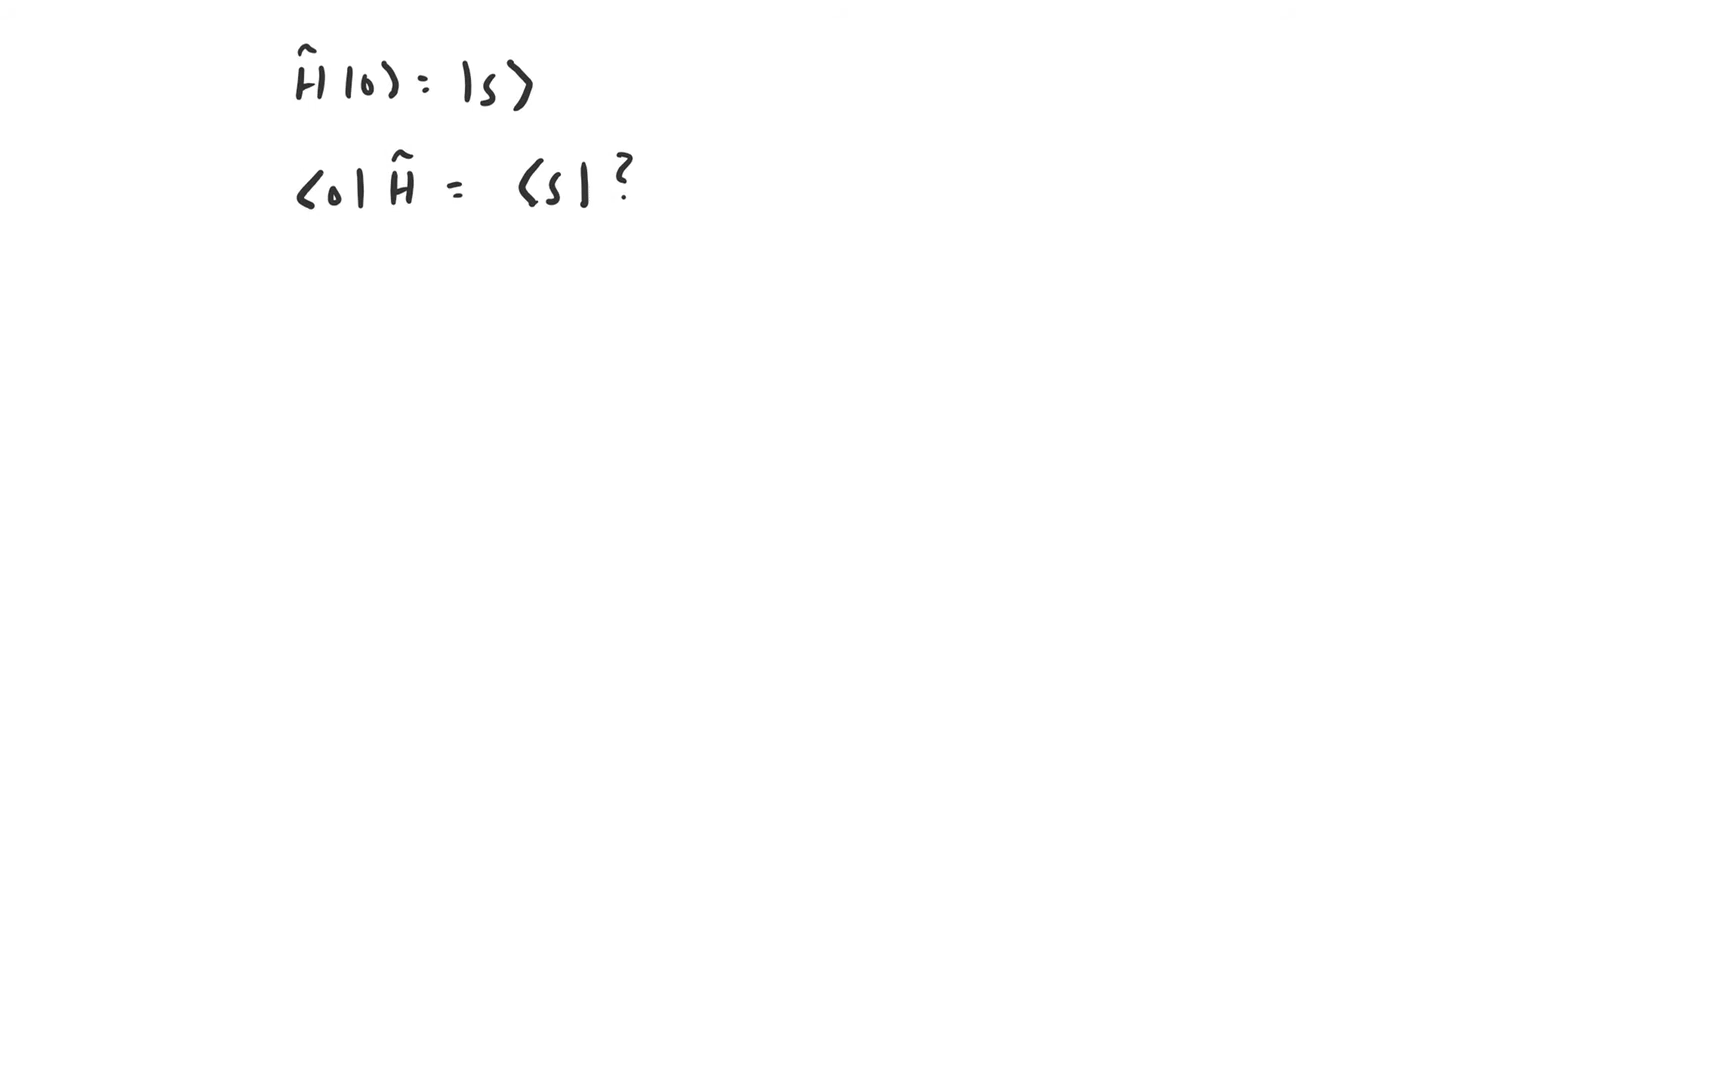 Ĥ|0⟩ = |s⟩
⟨0|Ĥ = ⟨s| ?